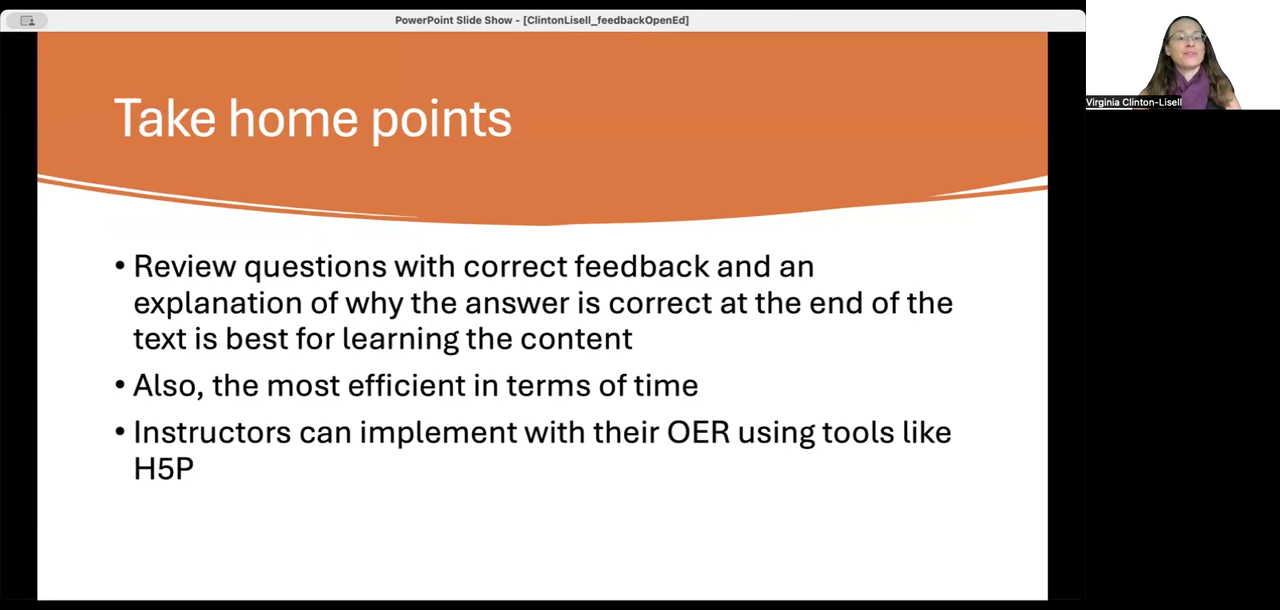 PowerPoint Slide Show - [ClintonLisell_feedbackOpenEd]
Virginia Clinton-Lisell
Take home points
• Review questions with correct feedback and an
explanation of why the answer is correct at the end of the
text is best for learning the content
• Also, the most efficient in terms of time
• Instructors can implement with their OER using tools like
H5P